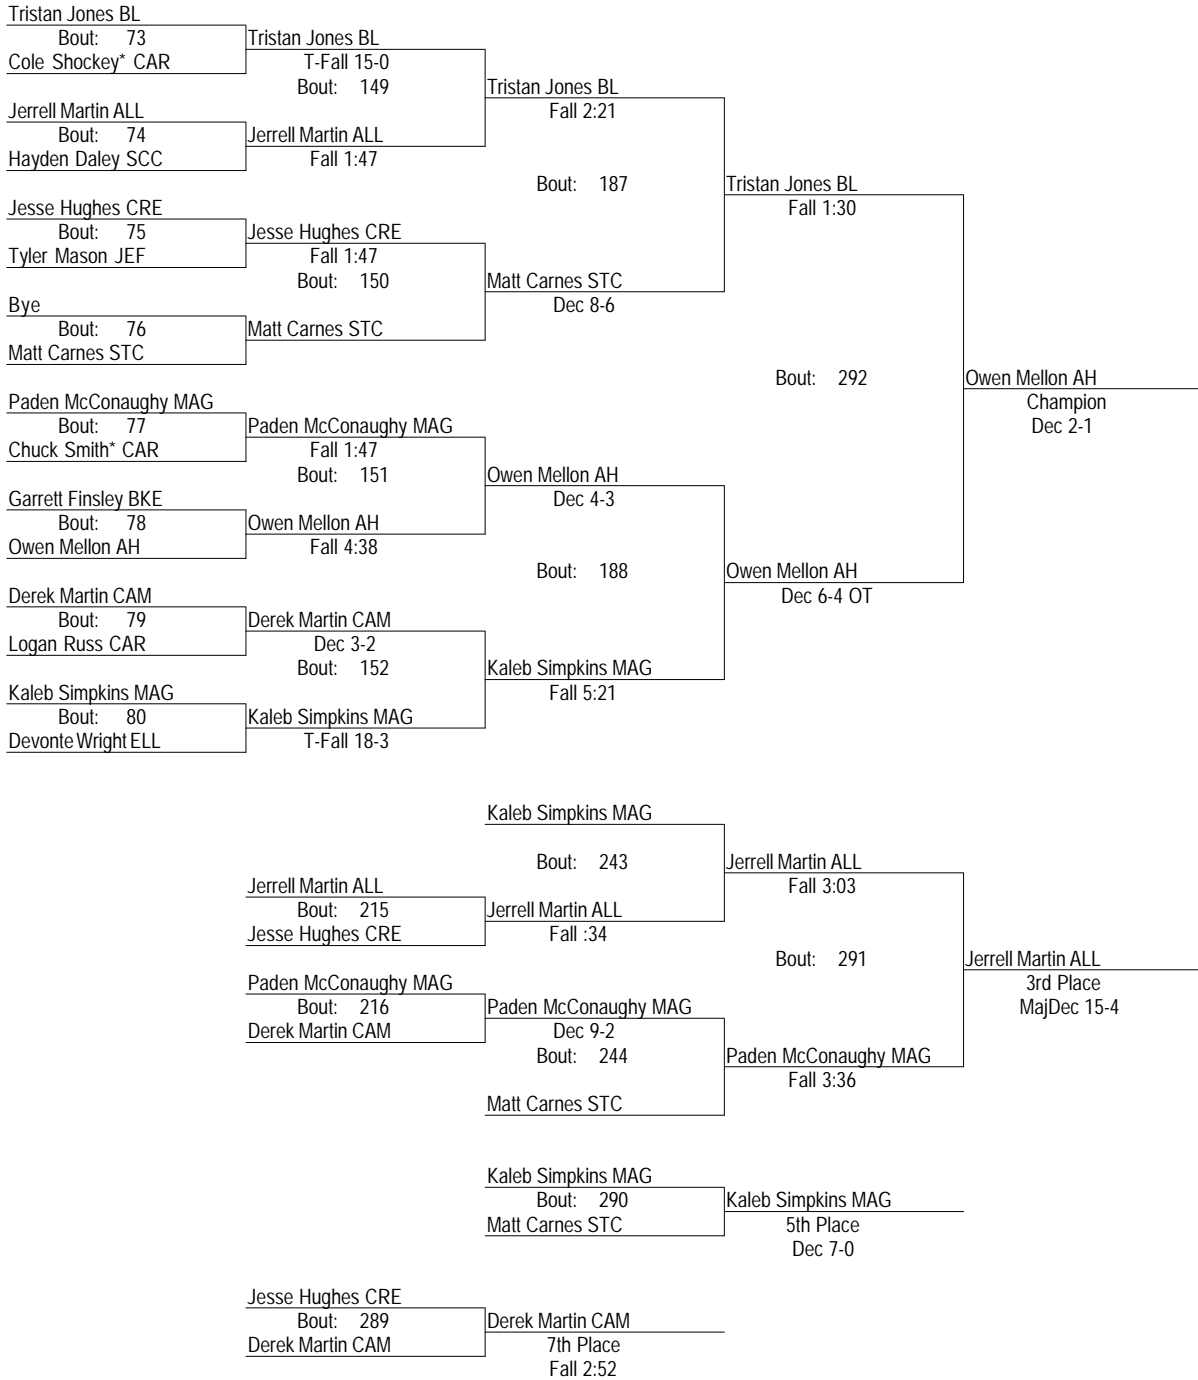 Tristan Jones BL
Bout: 73
Tristan Jones BL
Cole Shockey* CAR
T-Fall 15-0
Bout: 149
Tristan Jones BL
Jerrell Martin ALL
Fall 2:21
Bout: 74
Jerrell Martin ALL
Hayden Daley SCC
Fall 1:47
Bout: 187
Tristan Jones BL
Jesse Hughes CRE
Fall 1:30
Bout: 75
Jesse Hughes CRE
Tyler Mason JEF
Fall 1:47
Bout: 150
Matt Carnes STC
Bye
Dec 8-6
Bout: 76
Matt Carnes STC
Matt Carnes STC
Bout: 292
Owen Mellon AH
Paden McConaughy MAG
Champion
Bout: 77
Paden McConaughy MAG
Dec 2-1
Chuck Smith* CAR
Fall 1:47
Bout: 151
Owen Mellon AH
Garrett Finsley BKE
Dec 4-3
Bout: 78
Owen Mellon AH
Owen Mellon AH
Fall 4:38
Bout: 188
Owen Mellon AH
Derek Martin CAM
Dec 6-4 OT
Bout: 79
Derek Martin CAM
Logan Russ CAR
Dec 3-2
Bout: 152
Kaleb Simpkins MAG
Kaleb Simpkins MAG
Fall 5:21
Bout: 80
Kaleb Simpkins MAG
Devonte Wright ELL
T-Fall 18-3
Kaleb Simpkins MAG
Bout: 243
Jerrell Martin ALL
Jerrell Martin ALL
Fall 3:03
Bout: 215
Jerrell Martin ALL
Jesse Hughes CRE
Fall :34
Bout: 291
Jerrell Martin ALL
Paden McConaughy MAG
3rd Place
Bout: 216
Paden McConaughy MAG
MajDec 15-4
Derek Martin CAM
Dec 9-2
Bout: 244
Paden McConaughy MAG
Fall 3:36
Matt Carnes STC
Kaleb Simpkins MAG
Bout: 290
Kaleb Simpkins MAG
Matt Carnes STC
5th Place
Dec 7-0
Jesse Hughes CRE
Bout: 289
Derek Martin CAM
Derek Martin CAM
7th Place
Fall 2:52